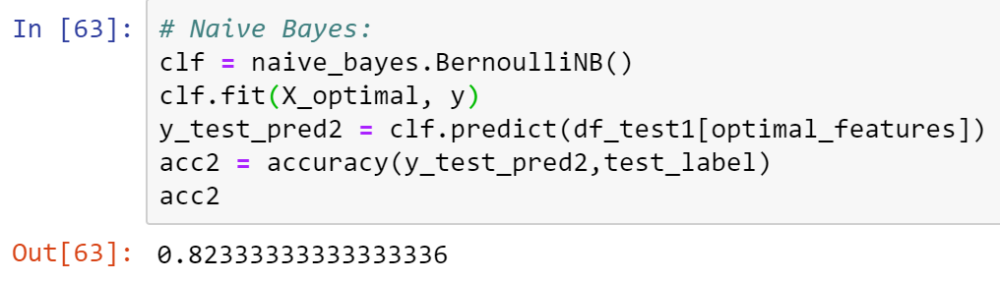 In [63]: # Naive Bayes:
clf = naive_bayes.BernoulliNB()
clf.fit(X_optimal, y)
y_test_pred2 = clf.predict(df_test1[optimal_features])
acc2 = accuracy(y_test_pred2,test_label)
acc2
Out[63]: 0.82333333333333336